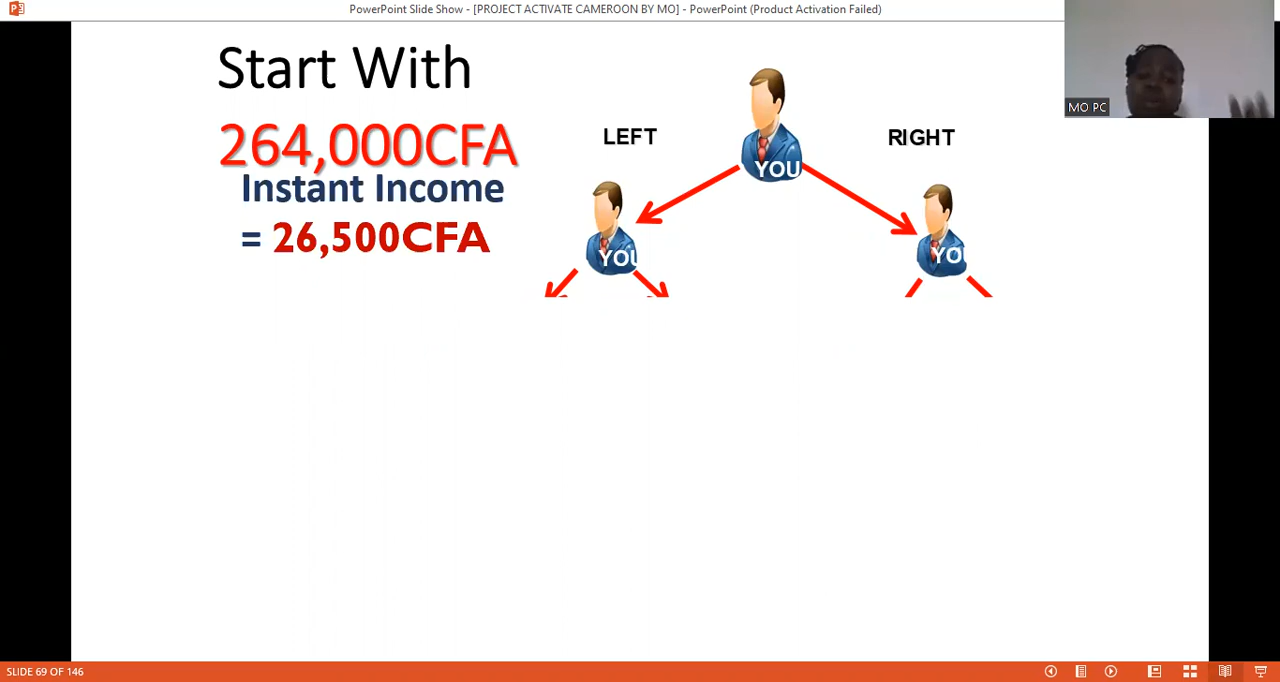 PowerPoint Slide Show - [PROJECT ACTIVATE CAMEROON BY MO] - PowerPoint (Product Activation Failed)
MO PC
Start With
264,000CFA
Instant Income
= 26,500CFA
LEFT
RIGHT
YOU
YOU
YOU
SLIDE 69 OF 146